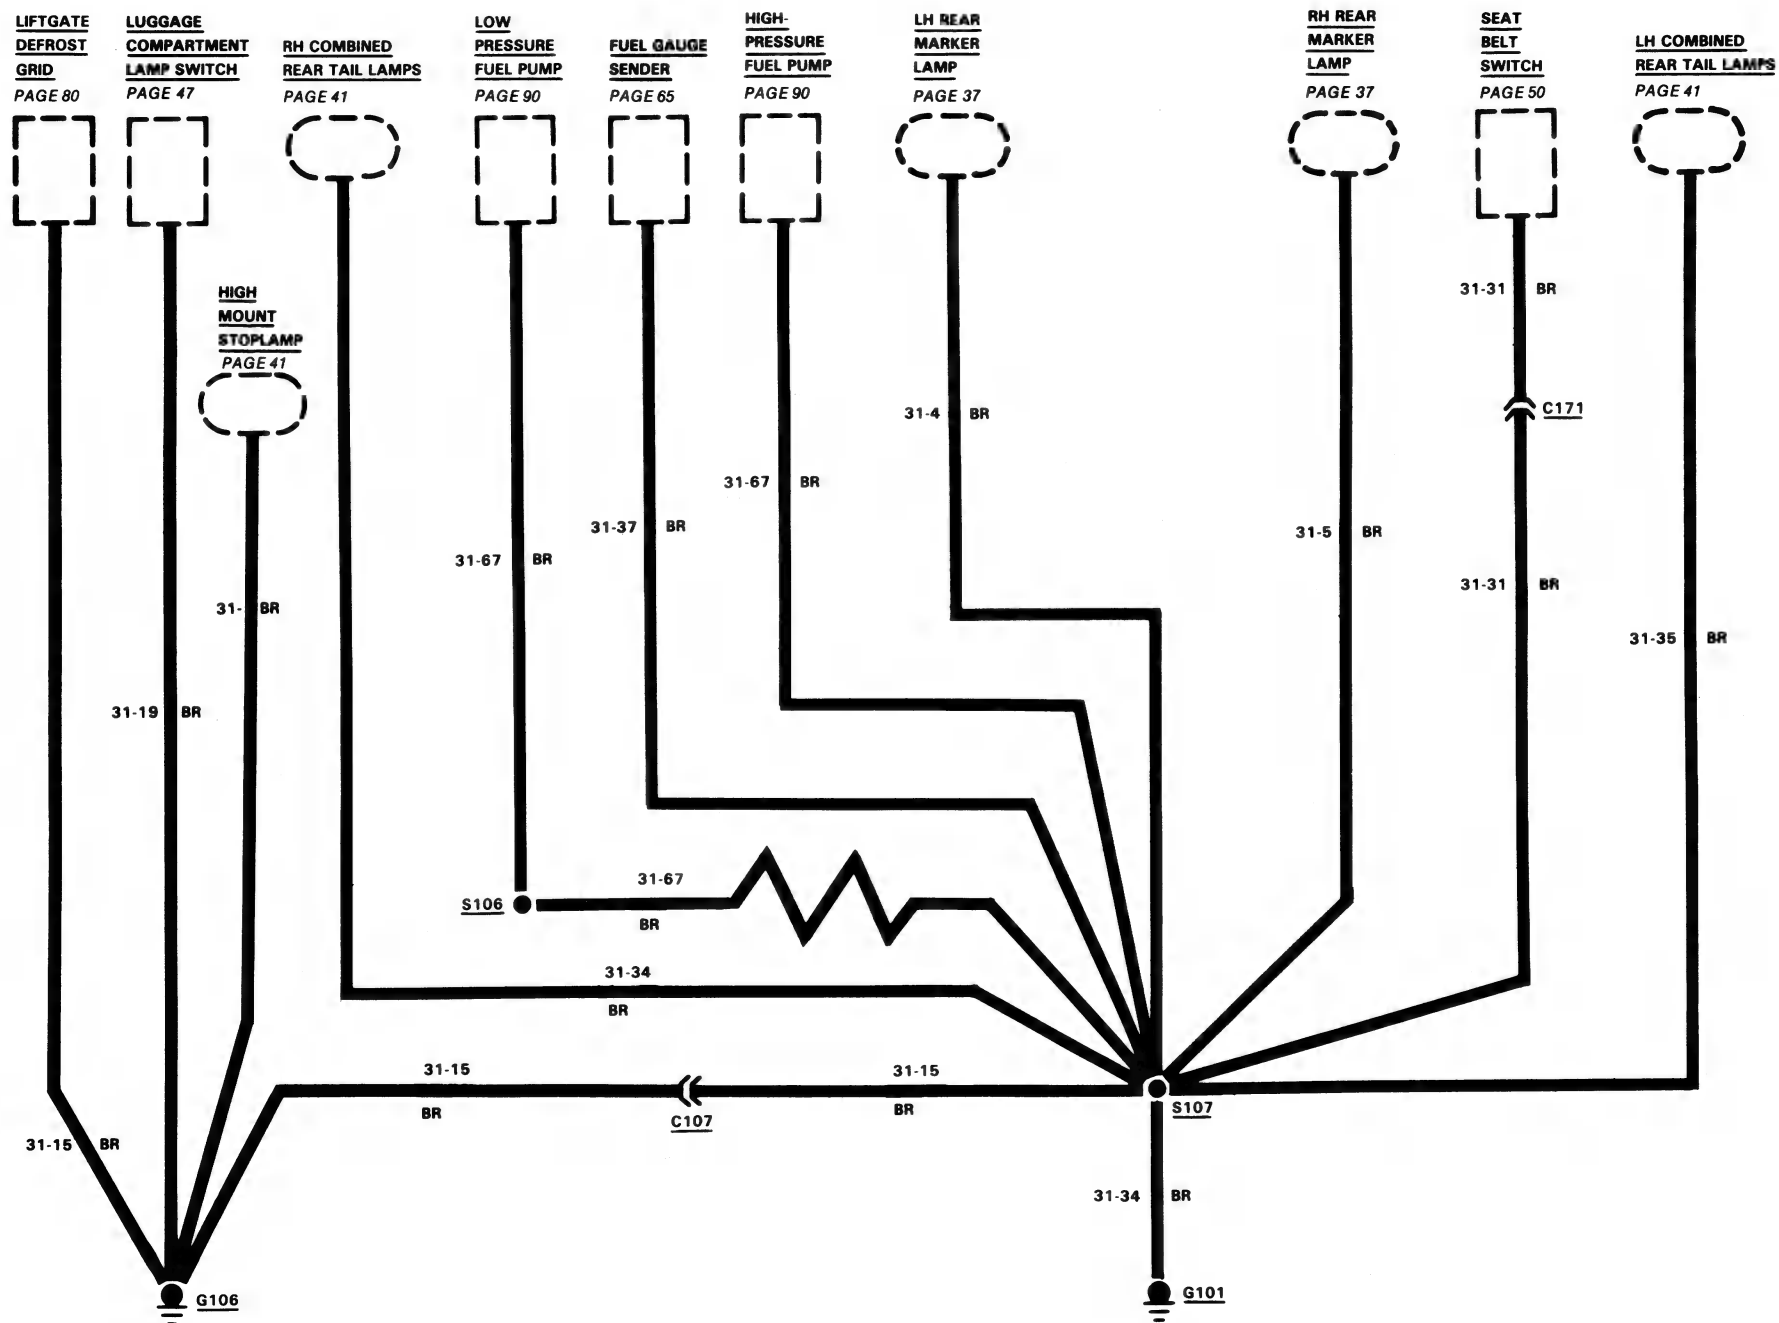 LIFTGATE
DEFROST
GRID
PAGE 80
LUGGAGE
COMPARTMENT
LAMP SWITCH
PAGE 47
RH COMBINED
REAR TAIL LAMPS
PAGE 41
LOW
PRESSURE
FUEL PUMP
PAGE 90
FUEL GAUGE
SENDER
PAGE 65
HIGH-
PRESSURE
FUEL PUMP
PAGE 90
LH REAR
MARKER
LAMP
PAGE 37
RH REAR
MARKER
LAMP
PAGE 37
SEAT
BELT
SWITCH
PAGE 50
LH COMBINED
REAR TAIL LAMPS
PAGE 41
HIGH
MOUNT
STOPLAMP
PAGE 41
31-31 BR
C171
31-4 BR
31-67 BR
31-37 BR
31-5 BR
31-67 BR
31-31 BR
31- BR
31-35 BR
31-19 BR
31-67
S106
BR
31-34
BR
31-15
BR
C107
31-15
BR
S107
31-15 BR
31-34 BR
G106
G101